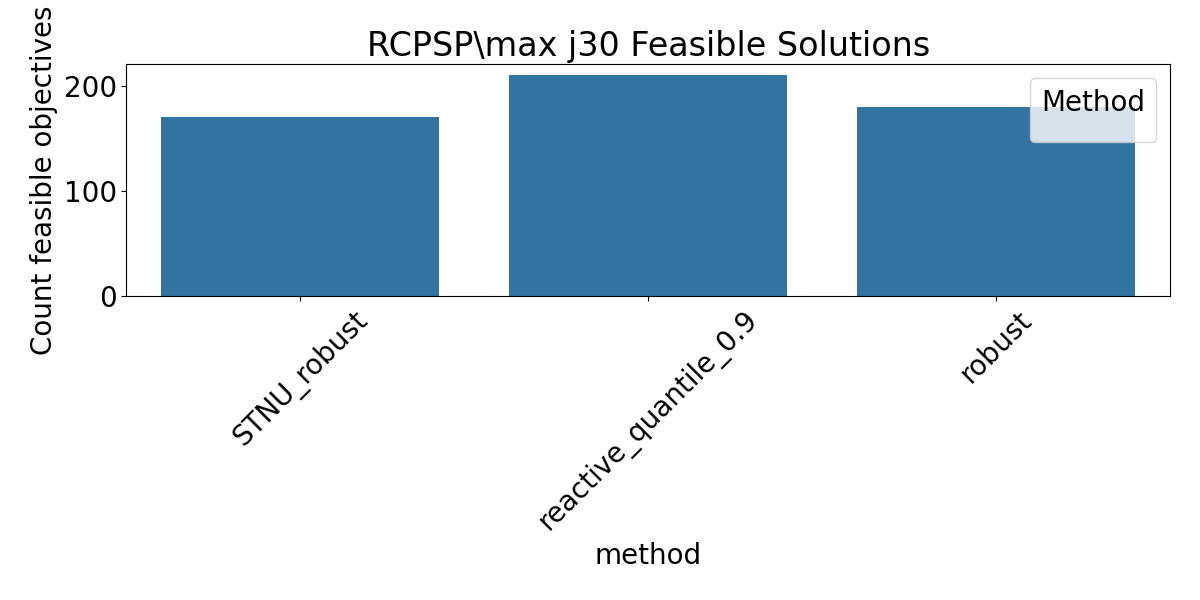 RCPSP\max j30 Feasible Solutions
Count feasible objectives
200
100
0
Method
STNU_robust
reactive_quantile_0.9
robust
method